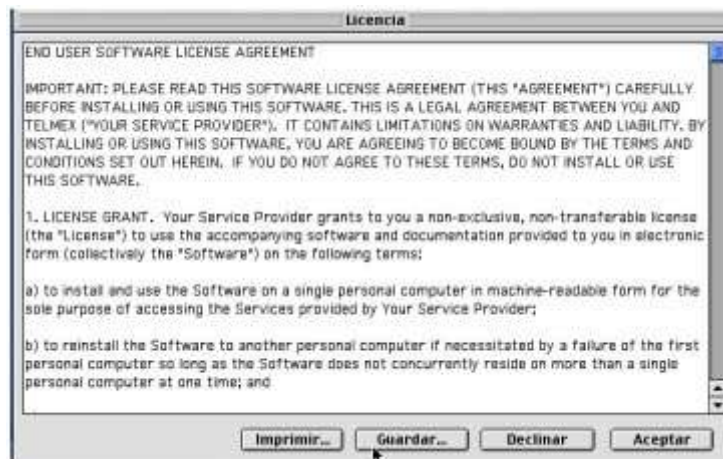 Licencia
END USER SOFTWARE LICENSE AGREEMENT
IMPORTANT: PLEASE READ THIS SOFTWARE LICENSE AGREEMENT (THIS "AGREEMENT") CAREFULLY
BEFORE INSTALLING OR USING THIS SOFTWARE. THIS IS A LEGAL AGREEMENT BETWEEN YOU AND
TELMEX ("YOUR SERVICE PROVIDER"). IT CONTAINS LIMITATIONS ON WARRANTIES AND LIABILITY. BY
INSTALLING OR USING THIS SOFTWARE, YOU ARE AGREEING TO BECOME BOUND BY THE TERMS AND
CONDITIONS SET OUT HEREIN. IF YOU DO NOT AGREE TO THESE TERMS, DO NOT INSTALL OR USE
THIS SOFTWARE.
1. LICENSE GRANT. Your Service Provider grants to you a non-exclusive, non-transferable license
(the "License") to use the accompanying software and documentation provided to you in electronic
form (collectively the "Software") on the following terms:
a) to install and use the Software on a single personal computer in machine-readable form for the
sole purpose of accessing the Services provided by Your Service Provider;
b) to reinstall the Software to another personal computer if necessitated by a failure of the first
personal computer so long as the Software does not concurrently reside on more than a single
personal computer at one time; and
Imprimir... Guardar... Declinar Aceptar